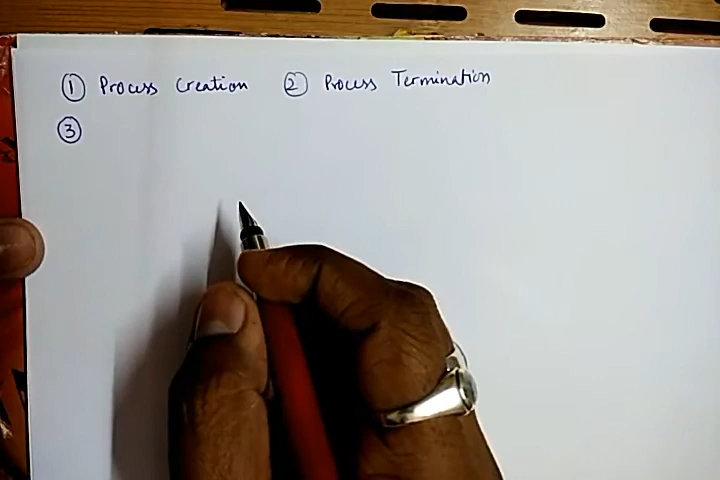 ① Process Creation ② Process Termination
③